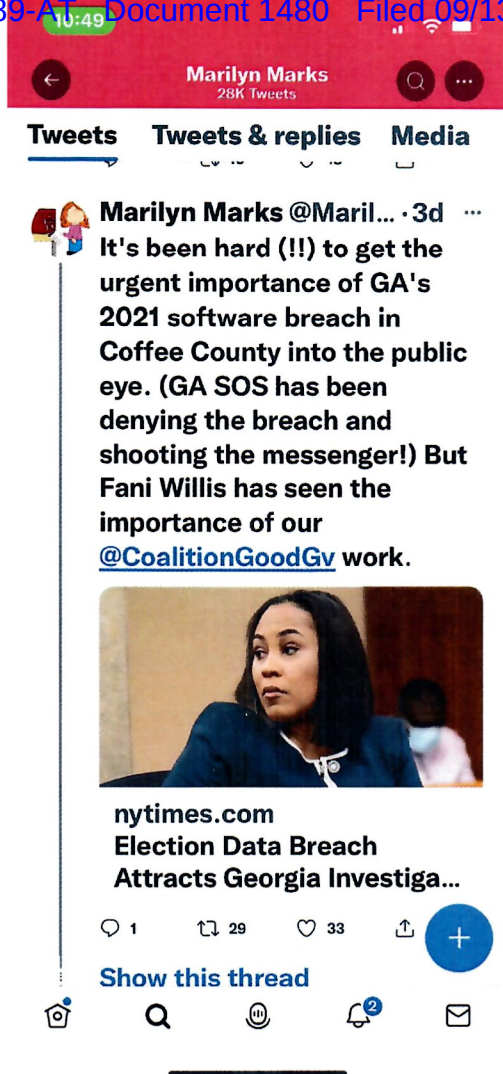 39-AT Document 1480 Filed 09/13
10:49
Marilyn Marks
28K Tweets
Tweets Tweets & replies Media
Marilyn Marks @Maril... · 3d ...
It's been hard (!!) to get the
urgent importance of GA's
2021 software breach in
Coffee County into the public
eye. (GA SOS has been
denying the breach and
shooting the messenger!) But
Fani Willis has seen the
importance of our
@CoalitionGoodGv work.
nytimes.com
Election Data Breach
Attracts Georgia Investiga...
1 29 33
Show this thread
2